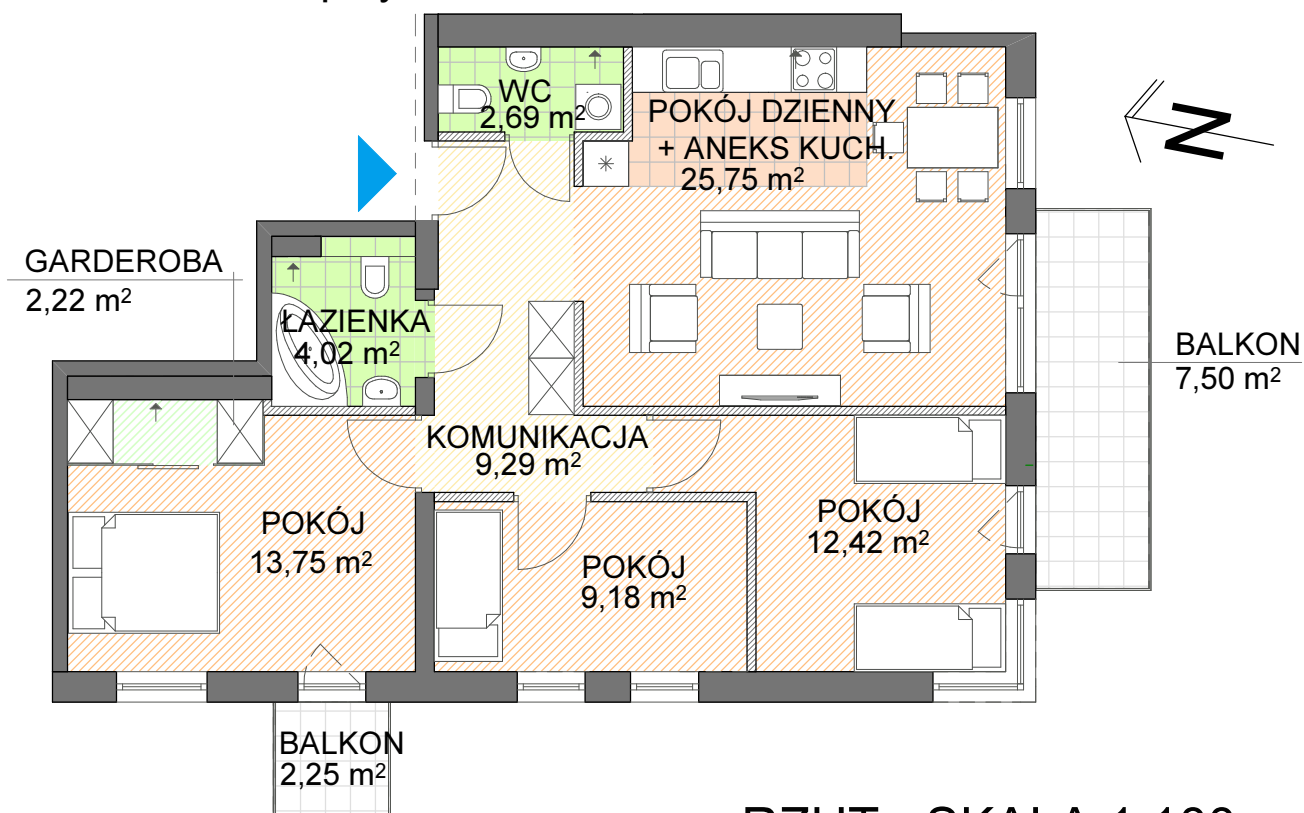 WC
2,69 m²
POKÓJ DZIENNY
+ ANEKS KUCH.
25,75 m²
N
GARDEROBA
2,22 m²
ŁAZIENKA
4,02 m²
BALKON
7,50 m²
KOMUNIKACJA
9,29 m²
POKÓJ
13,75 m²
POKÓJ
9,18 m²
POKÓJ
12,42 m²
BALKON
2,25 m²